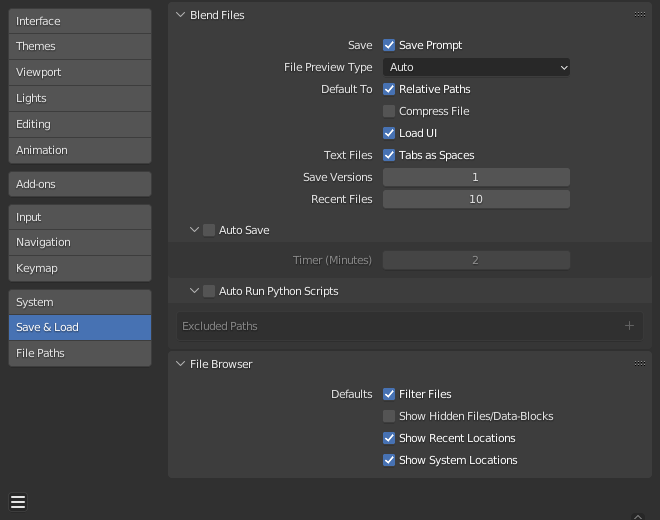 Interface
Themes
Viewport
Lights
Editing
Animation
Add-ons
Input
Navigation
Keymap
System
Save & Load
File Paths
Blend Files
Save Save Prompt
File Preview Type Auto
Default To Relative Paths
Compress File
Load UI
Text Files Tabs as Spaces
Save Versions 1
Recent Files 10
Auto Save
Timer (Minutes) 2
Auto Run Python Scripts
Excluded Paths +
File Browser
Defaults Filter Files
Show Hidden Files/Data-Blocks
Show Recent Locations
Show System Locations